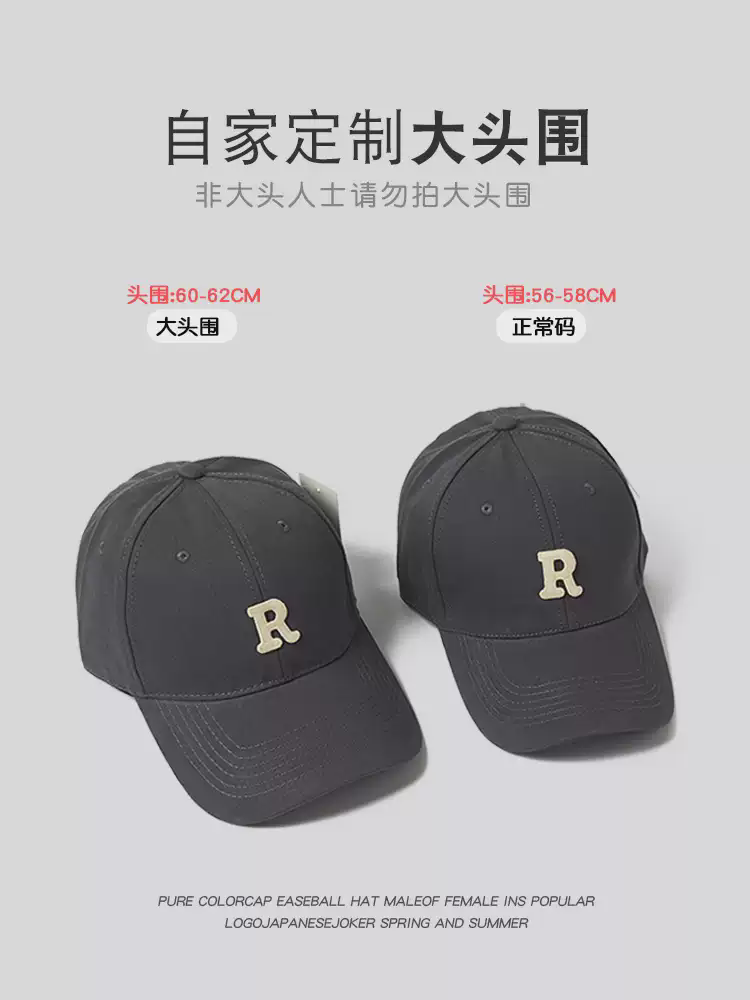 自家定制大头围
非大头人士请勿拍大头围
头围:60-62CM
大头围
头围:56-58CM
正常码
R
R
PURE COLORCAP EASEBALL HAT MALEOF FEMALE INS POPULAR
LOGOJAPANESEJOKER SPRING AND SUMMER